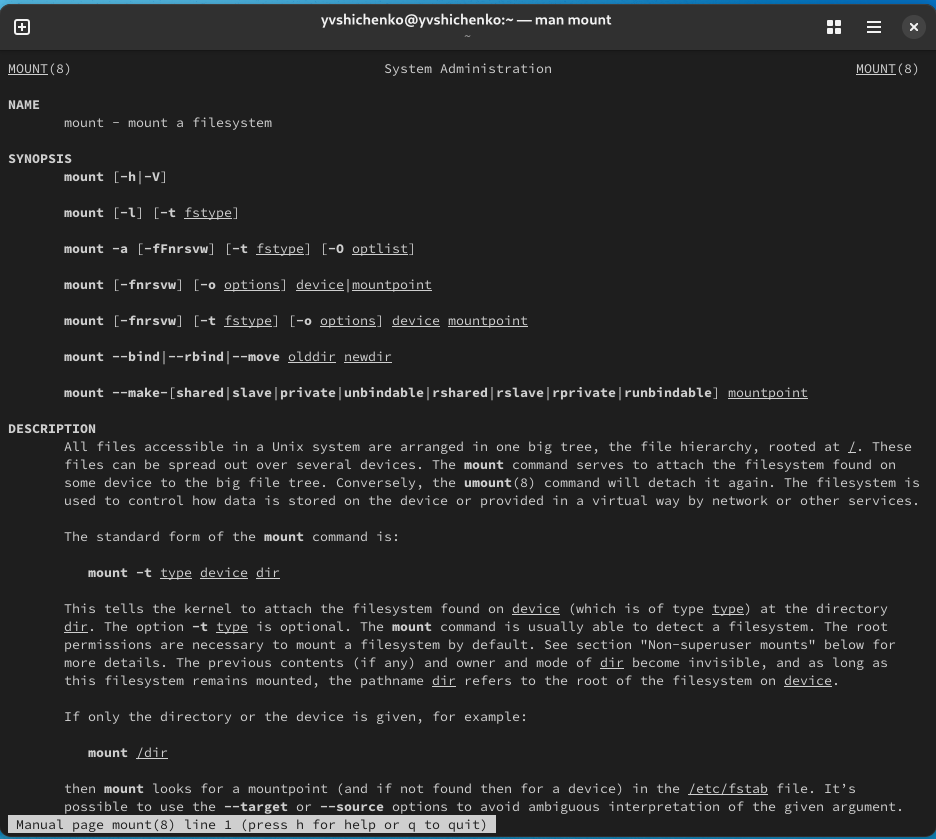 yvshichenko@yvshichenko:~ — man mount
~
MOUNT(8) System Administration MOUNT(8)
NAME
mount - mount a filesystem
SYNOPSIS
mount [-h|-V]
mount [-l] [-t fstype]
mount -a [-fFnrsvw] [-t fstype] [-O optlist]
mount [-fnrsvw] [-o options] device|mountpoint
mount [-fnrsvw] [-t fstype] [-o options] device mountpoint
mount --bind|--rbind|--move olddir newdir
mount --make-[shared|slave|private|unbindable|rshared|rslave|rprivate|runbindable] mountpoint
DESCRIPTION
All files accessible in a Unix system are arranged in one big tree, the file hierarchy, rooted at /. These
files can be spread out over several devices. The mount command serves to attach the filesystem found on
some device to the big file tree. Conversely, the umount(8) command will detach it again. The filesystem is
used to control how data is stored on the device or provided in a virtual way by network or other services.
The standard form of the mount command is:
mount -t type device dir
This tells the kernel to attach the filesystem found on device (which is of type type) at the directory
dir. The option -t type is optional. The mount command is usually able to detect a filesystem. The root
permissions are necessary to mount a filesystem by default. See section "Non-superuser mounts" below for
more details. The previous contents (if any) and owner and mode of dir become invisible, and as long as
this filesystem remains mounted, the pathname dir refers to the root of the filesystem on device.
If only the directory or the device is given, for example:
mount /dir
then mount looks for a mountpoint (and if not found then for a device) in the /etc/fstab file. It’s
possible to use the --target or --source options to avoid ambiguous interpretation of the given argument.
Manual page mount(8) line 1 (press h for help or q to quit)